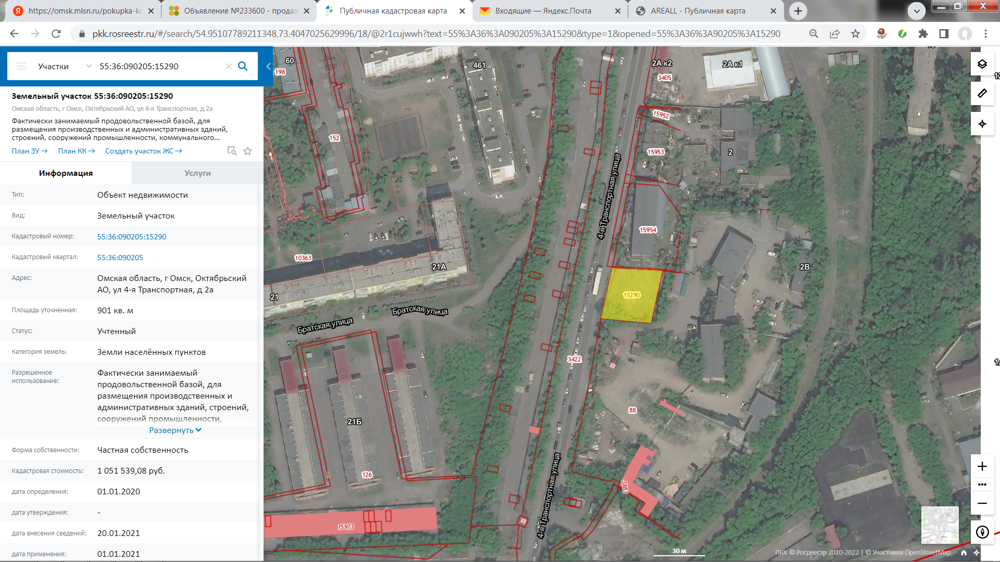 https://omsk.mlsn.ru/pokupka-ko
Объявление №233600 - продаж
Публичная кадастровая карта
Входящие — Яндекс.Почта
AREALL - Публичная карта
pkk.rosreestr.ru/#/search/54.95107789211348,73.4047025629996/18/@2r1cujwwh?text=55%3A36%3A090205%3A15290&type=1&opened=55%3A36%3A90205%3A15290
Участки 55:36:090205:15290
Земельный участок 55:36:090205:15290
Омская область, г Омск, Октябрьский АО, ул 4-я Транспортная, д 2а
Фактически занимаемый продовольственной базой, для
размещения производственных и административных зданий,
строений, сооружений промышленности, коммунального...
План ЗУ→ План КК→ Создать участок ЖС→
Информация Услуги
Тип: Объект недвижимости
Вид: Земельный участок
Кадастровый номер: 55:36:090205:15290
Кадастровый квартал: 55:36:090205
Адрес: Омская область, г Омск, Октябрьский
АО, ул 4-я Транспортная, д 2а
Площадь уточненная: 901 кв. м
Статус: Учтенный
Категория земель: Земли населённых пунктов
Разрешенное
использование:
Фактически занимаемый
продовольственной базой, для
размещения производственных и
административных зданий, строений,
сооружений промышленности,
Развернуть
Форма собственности: Частная собственность
Кадастровая стоимость: 1 051 539,08 руб.
дата определения: 01.01.2020
дата утверждения: -
дата внесения сведений: 20.01.2021
дата применения: 01.01.2021
60
198
461
2А к2
3405
2А к1
15952
152
15953
2
4-я Транспортная улица
15954
10363
21А
2В
21
15290
Братская улица
Братская улица
3422
88
21Б
126
3883
4-я Транспортная улица
15973
30 м
ПКК © Росреестр 2010-2022 | © Участники OpenStreetMap